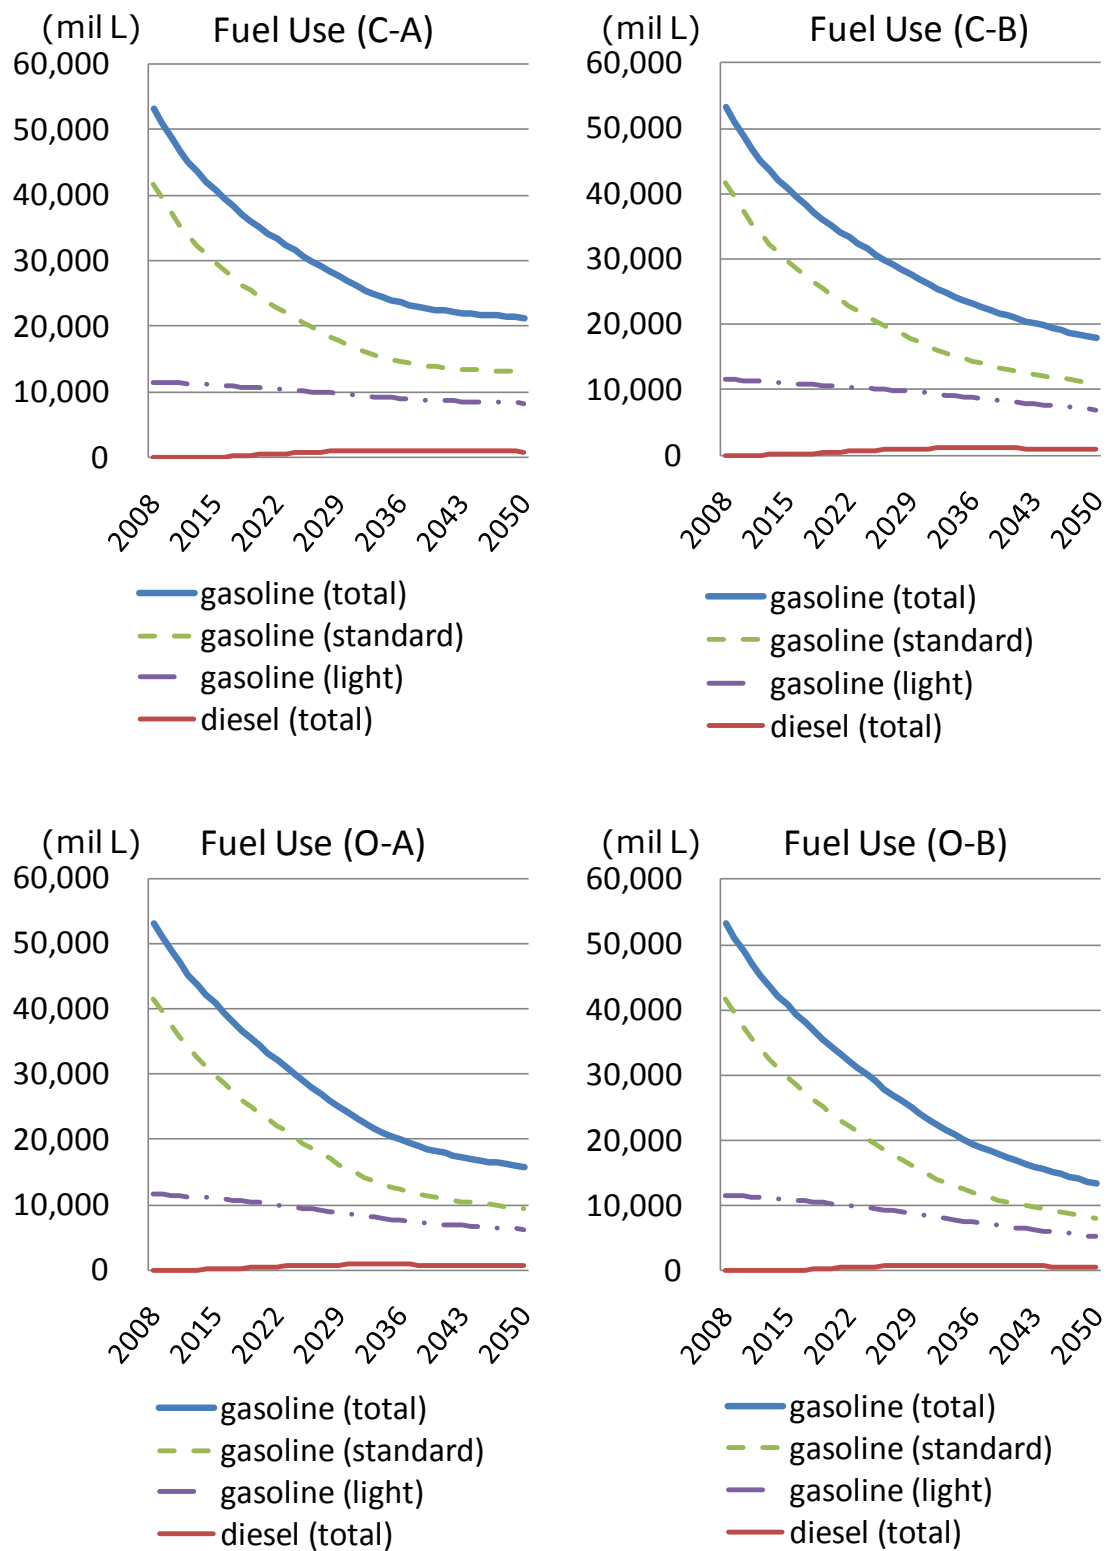 (mil L) Fuel Use (C-A)
60,000
50,000
40,000
30,000
20,000
10,000
0
2008 2015 2022 2029 2036 2043 2050
gasoline (total)
gasoline (standard)
gasoline (light)
diesel (total)
(mil L) Fuel Use (C-B)
60,000
50,000
40,000
30,000
20,000
10,000
0
2008 2015 2022 2029 2036 2043 2050
gasoline (total)
gasoline (standard)
gasoline (light)
diesel (total)
(mil L) Fuel Use (O-A)
60,000
50,000
40,000
30,000
20,000
10,000
0
2008 2015 2022 2029 2036 2043 2050
gasoline (total)
gasoline (standard)
gasoline (light)
diesel (total)
(mil L) Fuel Use (O-B)
60,000
50,000
40,000
30,000
20,000
10,000
0
2008 2015 2022 2029 2036 2043 2050
gasoline (total)
gasoline (standard)
gasoline (light)
diesel (total)